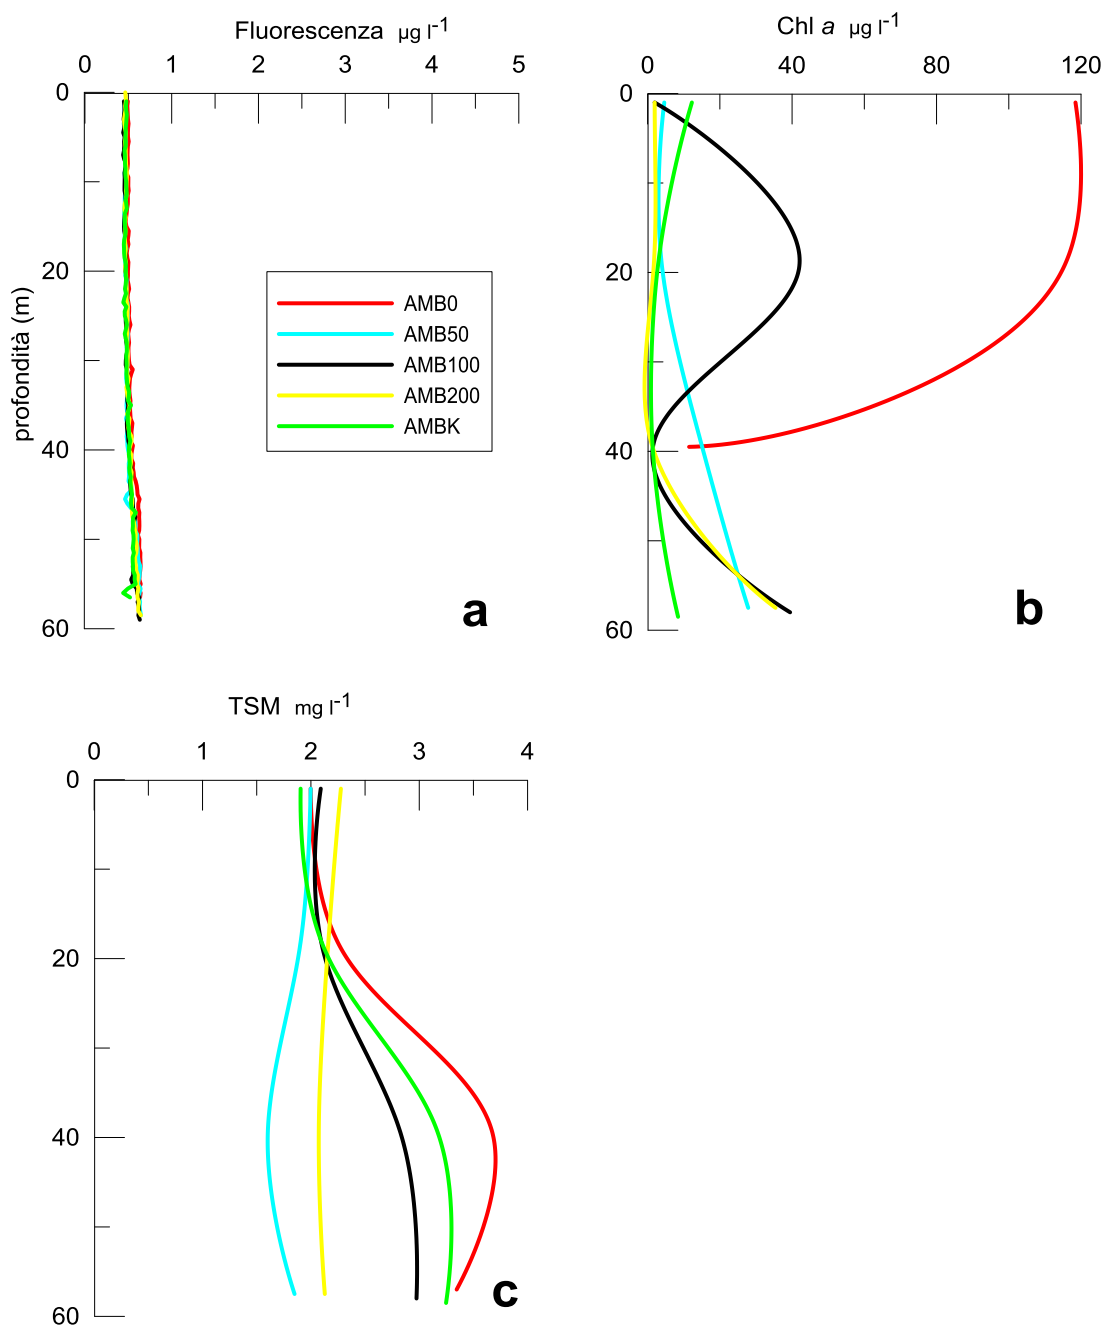 Fluorescenza µg l-1
0 1 2 3 4 5
0
20
40
60
profondità (m)
AMB0
AMB50
AMB100
AMB200
AMBK
a
Chl a µg l-1
0 40 80 120
0
20
40
60
b
TSM mg l-1
0 1 2 3 4
0
20
40
60
c